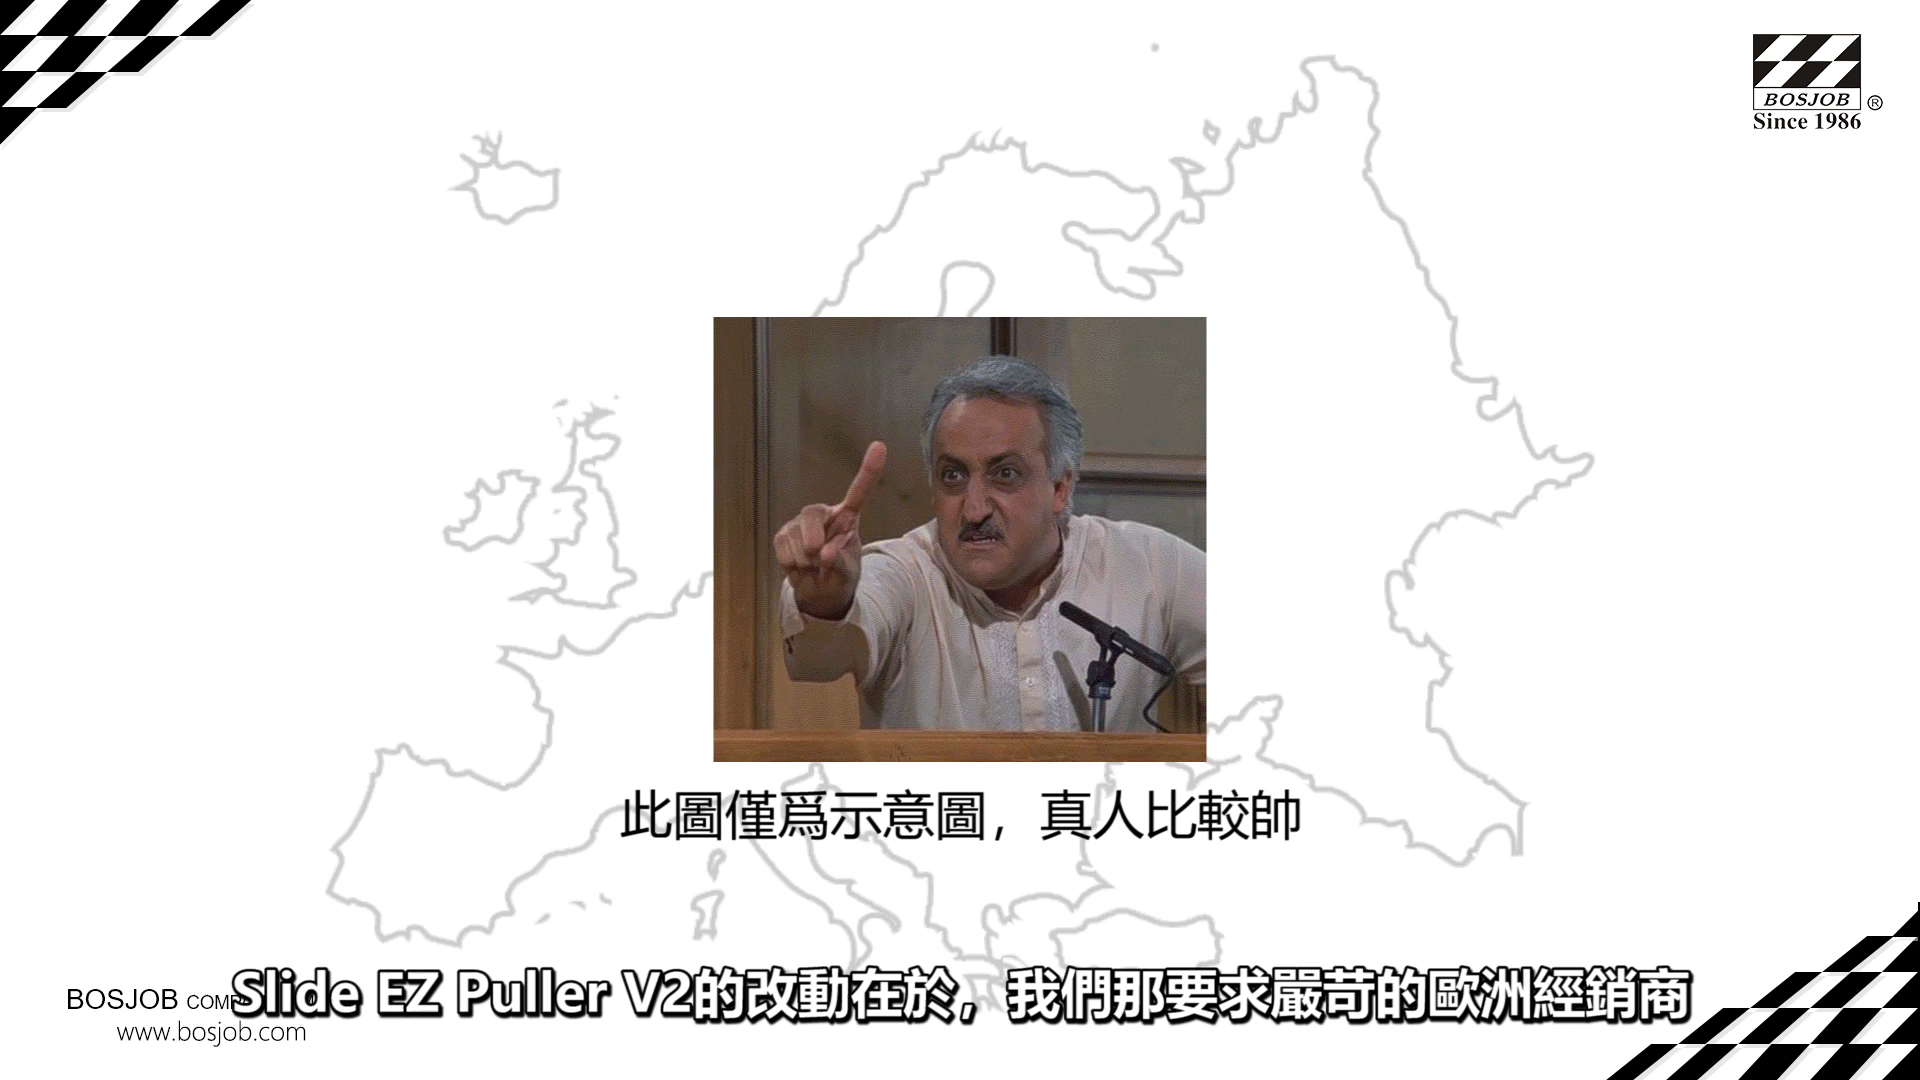 BOSJOB ®
Since 1986
此圖僅爲示意圖，真人比較帥
Slide EZ Puller V2的改動在於，我們那要求嚴苛的歐洲經銷商
BOSJOB
www.bosjob.com